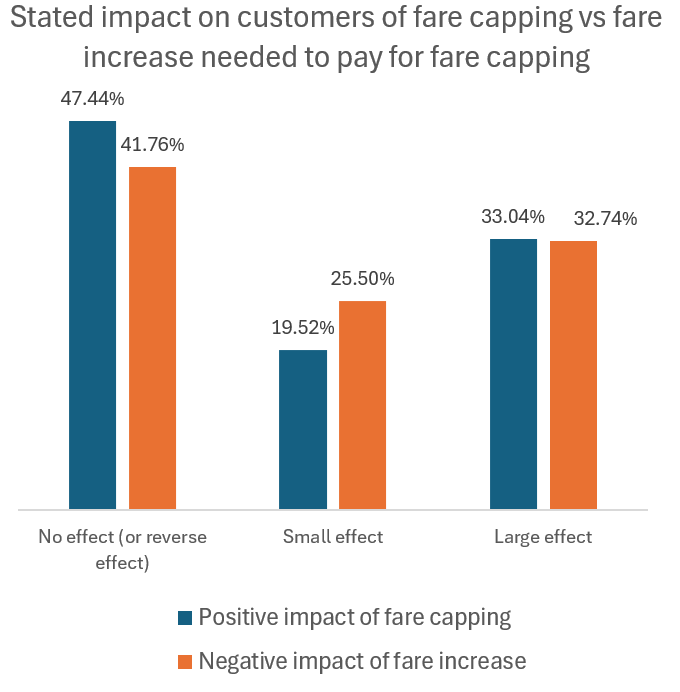 Stated impact on customers of fare capping vs fare
increase needed to pay for fare capping
47.44%
41.76%
19.52%
25.50%
33.04%
32.74%
No effect (or reverse
effect)
Small effect
Large effect
Positive impact of fare capping
Negative impact of fare increase